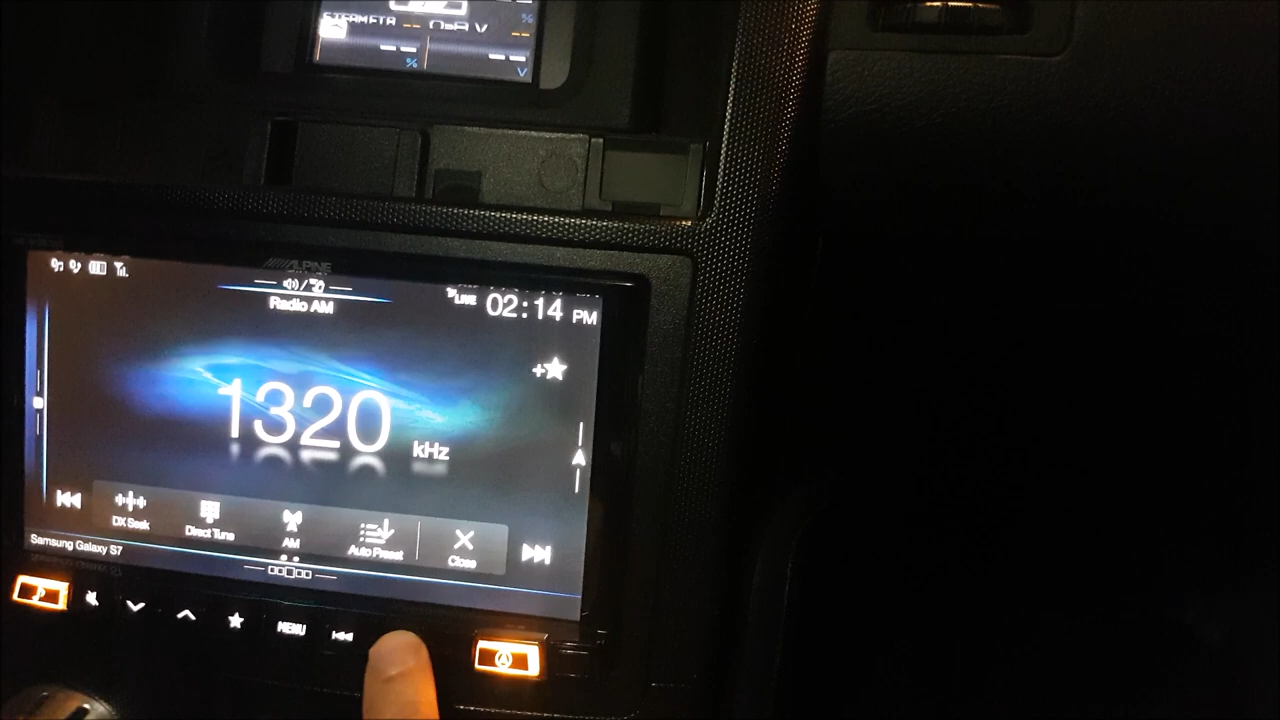 %
%
V
ALPINE
Radio AM
LIVE
02:14 PM
1320
kHz
DX Seek
Direct Tune
AM
Auto Preset
Close
Samsung Galaxy S7
MENU